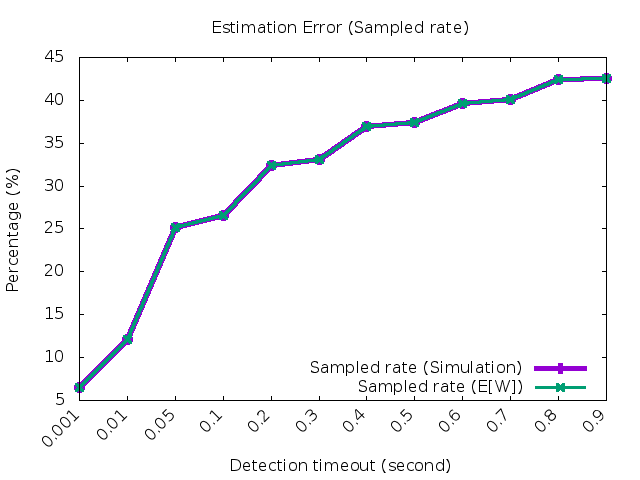 Estimation Error (Sampled rate)
45
40
35
30
25
20
15
10
5
Percentage (%)
Sampled rate (Simulation)
Sampled rate (E[W])
0.001 0.01 0.05 0.1 0.2 0.3 0.4 0.5 0.6 0.7 0.8 0.9
Detection timeout (second)